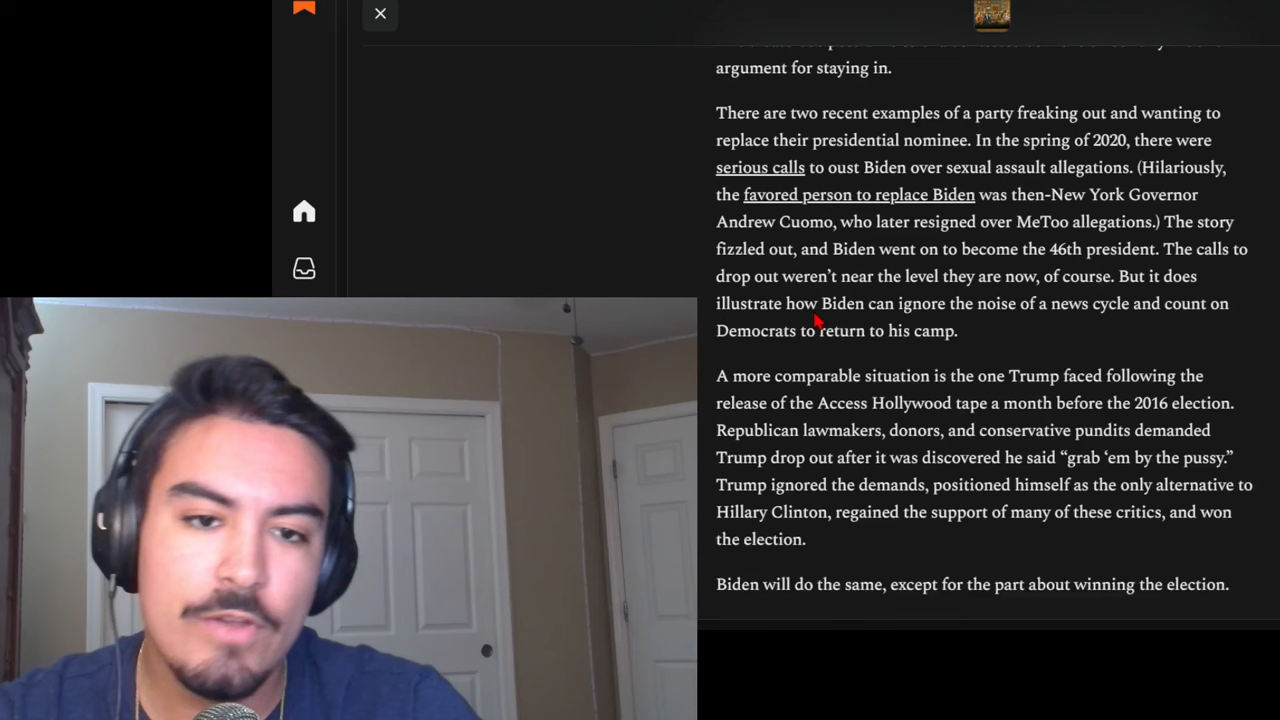 argument for staying in.
There are two recent examples of a party freaking out and wanting to
replace their presidential nominee. In the spring of 2020, there were
serious calls to oust Biden over sexual assault allegations. (Hilariously,
the favored person to replace Biden was then-New York Governor
Andrew Cuomo, who later resigned over MeToo allegations.) The story
fizzled out, and Biden went on to become the 46th president. The calls to
drop out weren’t near the level they are now, of course. But it does
illustrate how Biden can ignore the noise of a news cycle and count on
Democrats to return to his camp.
A more comparable situation is the one Trump faced following the
release of the Access Hollywood tape a month before the 2016 election.
Republican lawmakers, donors, and conservative pundits demanded
Trump drop out after it was discovered he said “grab ‘em by the pussy.”
Trump ignored the demands, positioned himself as the only alternative to
Hillary Clinton, regained the support of many of these critics, and won
the election.
Biden will do the same, except for the part about winning the election.